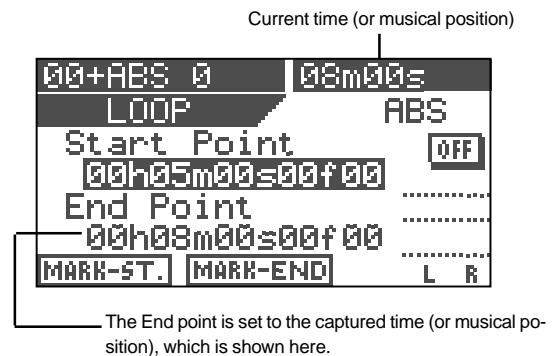 Current time (or musical position)
00+ABS 0 08m00s
LOOP ABS
Start Point
OFF
00h05m00s00f00
End Point
00h08m00s00f00
MARK-ST. MARK-END L R
The End point is set to the captured time (or musical po-
sition), which is shown here.